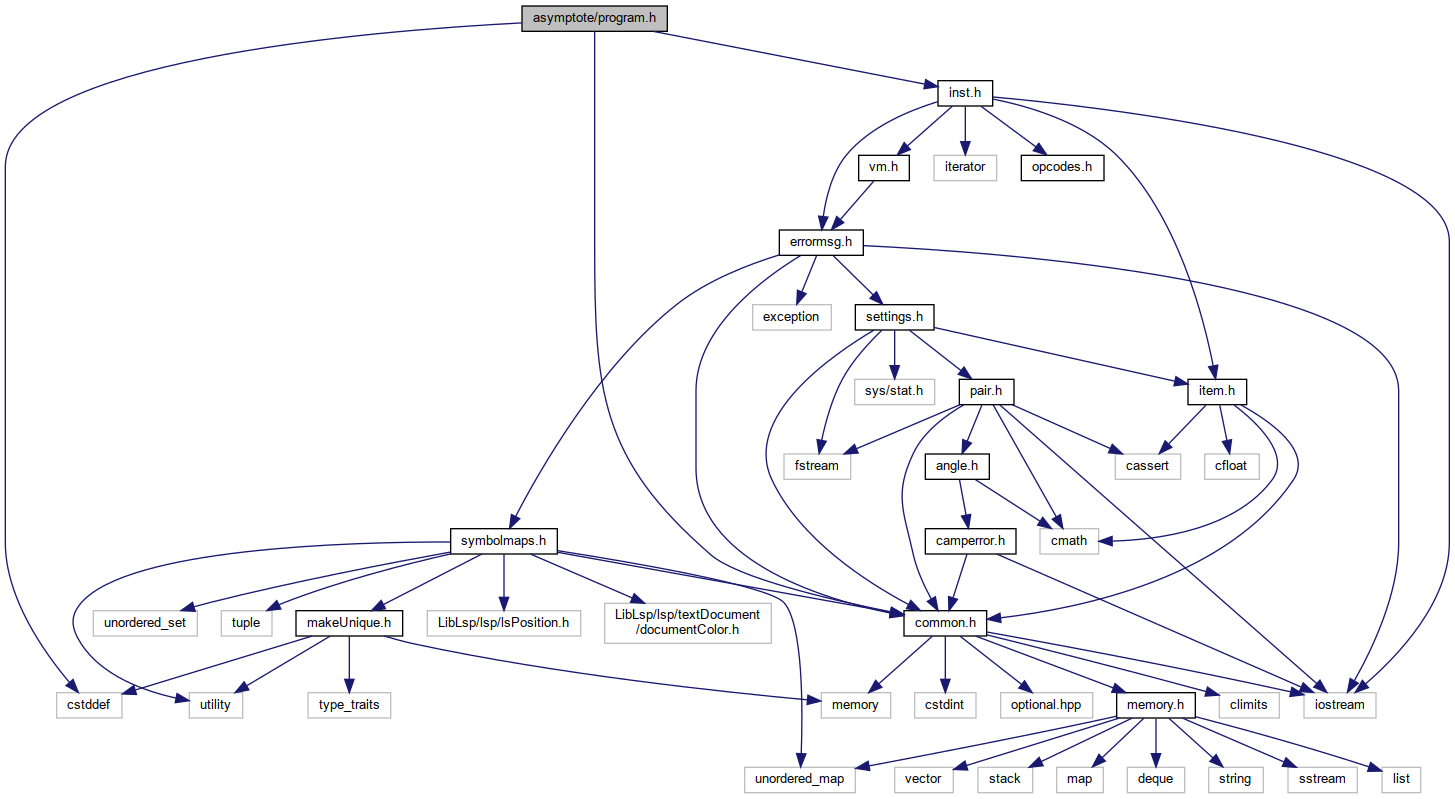 asymptote/program.h
inst.h
vm.h
iterator
opcodes.h
errormsg.h
exception
settings.h
sys/stat.h
pair.h
item.h
fstream
angle.h
cassert
cfloat
symbolmaps.h
camperror.h
cmath
unordered_set
tuple
makeUnique.h
LibLsp/lsp/lsPosition.h
LibLsp/lsp/textDocument
/documentColor.h
common.h
cstddef
utility
type_traits
memory
cstdint
optional.hpp
memory.h
climits
iostream
unordered_map
vector
stack
map
deque
string
sstream
list